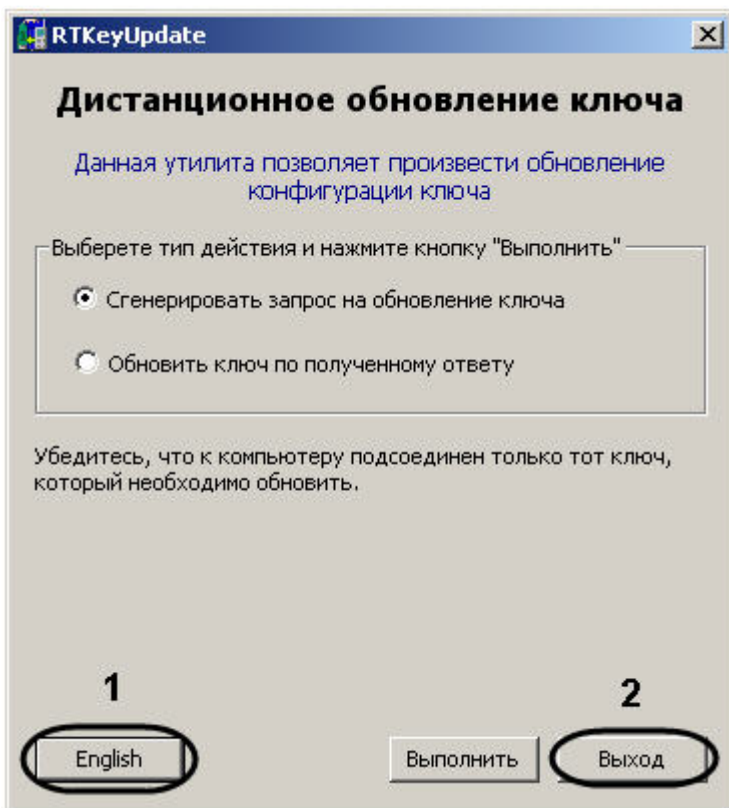 RTKeyUpdate
Дистанционное обновление ключа
Данная утилита позволяет произвести обновление
конфигурации ключа
Выберете тип действия и нажмите кнопку "Выполнить"
Сгенерировать запрос на обновление ключа
Обновить ключ по полученному ответу
Убедитесь, что к компьютеру подсоединен только тот ключ,
который необходимо обновить.
1 2
English Выполнить Выход